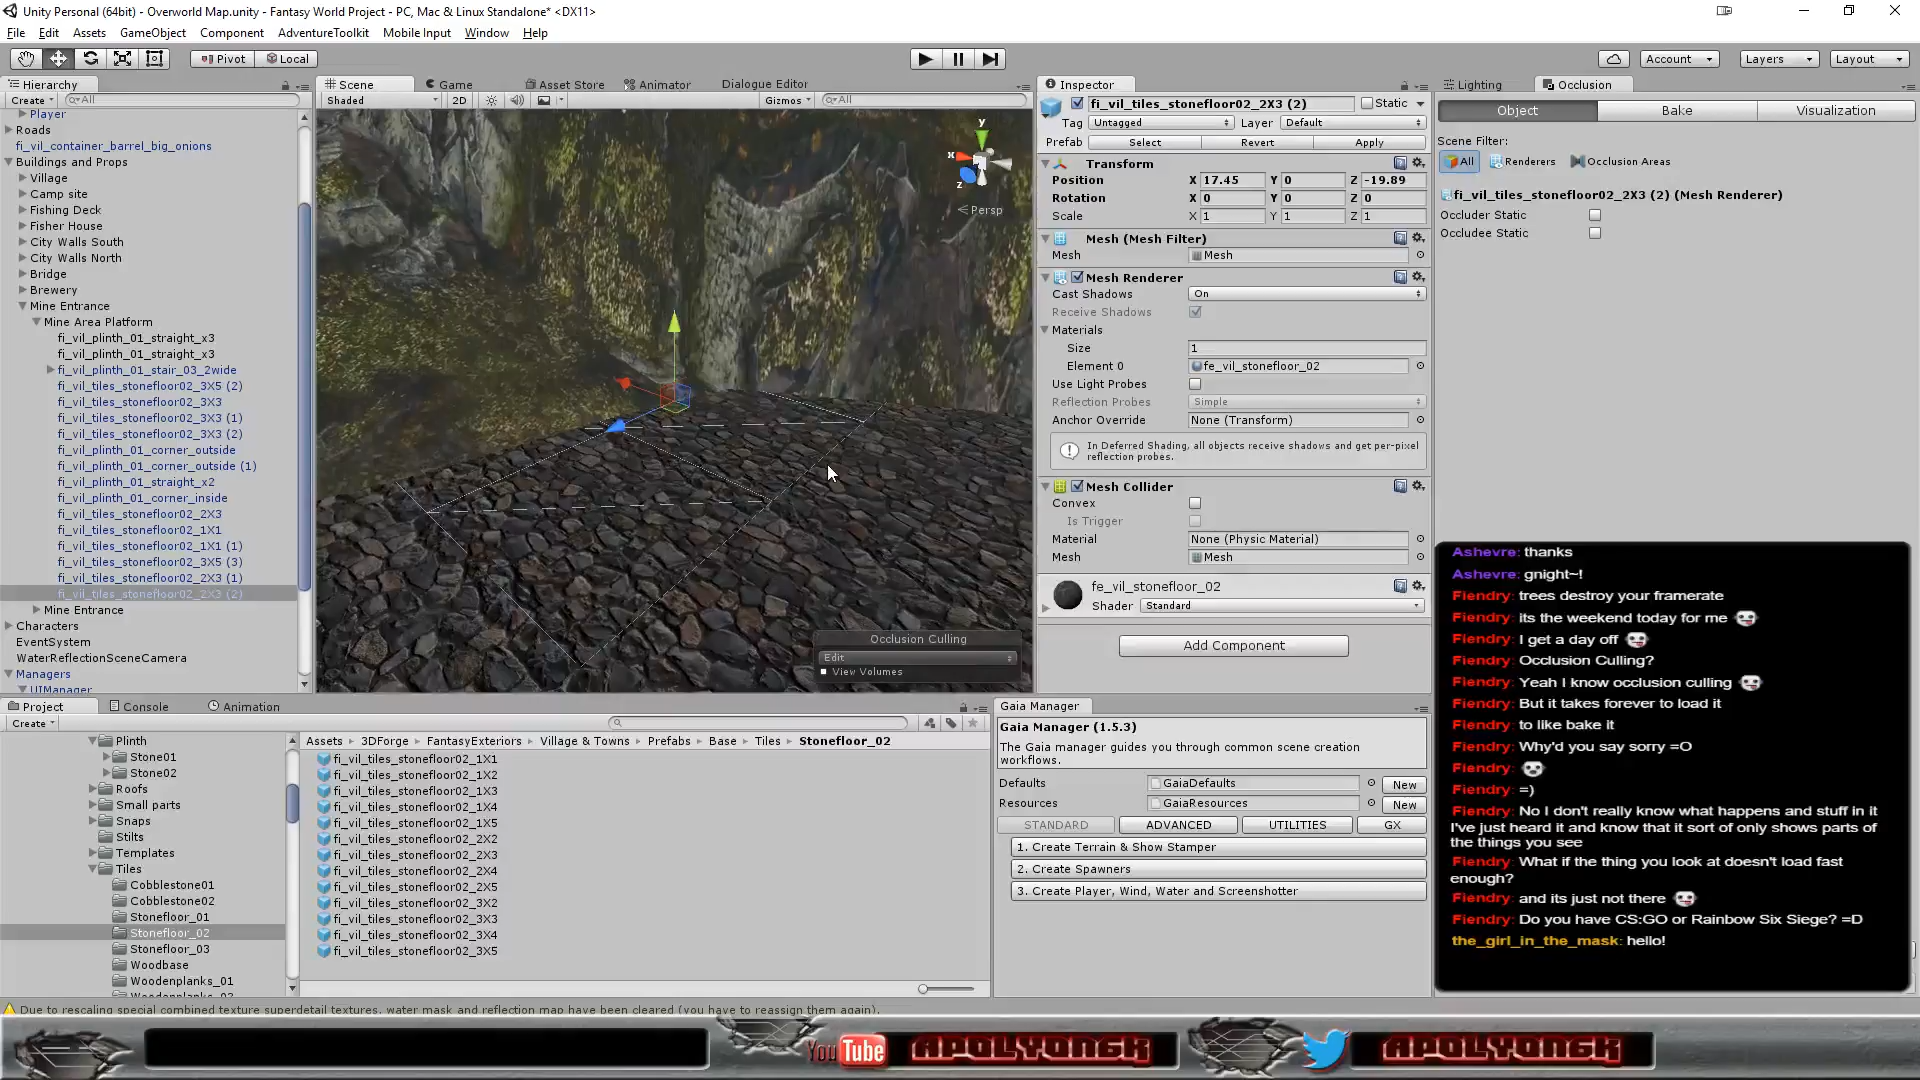 Unity Personal (64bit) - Overworld Map.unity - Fantasy World Project - PC, Mac & Linux Standalone* <DX11>
File Edit Assets GameObject Component AdventureToolkit Mobile Input Window Help
Pivot Local Account Layers Layout
Hierarchy
Create All
Player
Roads
fi_vil_container_barrel_big_onions
Buildings and Props
Village
Camp site
Fishing Deck
Fisher House
City Walls South
City Walls North
Bridge
Brewery
Mine Entrance
Mine Area Platform
fi_vil_plinth_01_straight_x3
fi_vil_plinth_01_straight_x3
fi_vil_plinth_01_stair_03_2wide
fi_vil_tiles_stonefloor02_3X5 (2)
fi_vil_tiles_stonefloor02_3X3
fi_vil_tiles_stonefloor02_3X3 (1)
fi_vil_tiles_stonefloor02_3X3 (2)
fi_vil_plinth_01_corner_outside
fi_vil_plinth_01_corner_outside (1)
fi_vil_plinth_01_straight_x2
fi_vil_plinth_01_corner_inside
fi_vil_tiles_stonefloor02_2X3
fi_vil_tiles_stonefloor02_1X1
fi_vil_tiles_stonefloor02_1X1 (1)
fi_vil_tiles_stonefloor02_3X5 (3)
fi_vil_tiles_stonefloor02_2X3 (1)
fi_vil_tiles_stonefloor02_2X3 (2)
Mine Entrance
Characters
EventSystem
WaterReflectionSceneCamera
Managers
UIManager
Scene Game Asset Store Animator Dialogue Editor
Shaded 2D Gizmos All
y
x
z
Persp
Occlusion Culling
Edit
View Volumes
Inspector
fi_vil_tiles_stonefloor02_2X3 (2) Static
Tag Untagged Layer Default
Prefab Select Revert Apply
Transform
Position X 17.45 Y 0 Z -19.89
Rotation X 0 Y 0 Z 0
Scale X 1 Y 1 Z 1
Mesh (Mesh Filter)
Mesh Mesh
Mesh Renderer
Cast Shadows On
Receive Shadows
Materials
Size 1
Element 0 fe_vil_stonefloor_02
Use Light Probes
Reflection Probes Simple
Anchor Override None (Transform)
In Deferred Shading, all objects receive shadows and get per-pixel
reflection probes.
Mesh Collider
Convex
Is Trigger
Material None (Physic Material)
Mesh Mesh
fe_vil_stonefloor_02
Shader Standard
Add Component
Lighting Occlusion
Object Bake Visualization
Scene Filter:
All Renderers Occlusion Areas
fi_vil_tiles_stonefloor02_2X3 (2) (Mesh Renderer)
Occluder Static
Occludee Static
Ashevre: thanks
Ashevre: gnight~!
Fiendry: trees destroy your framerate
Fiendry: its the weekend today for me
Fiendry: I get a day off
Fiendry: Occlusion Culling?
Fiendry: Yeah I know occlusion culling
Fiendry: But it takes forever to load it
Fiendry: to like bake it
Fiendry: Why'd you say sorry =O
Fiendry:
Fiendry: =)
Fiendry: No I don't really know what happens and stuff in it
I've just heard it and know that it sort of only shows parts of
the things you see
Fiendry: What if the thing you look at doesn't load fast
enough?
Fiendry: and its just not there
Fiendry: Do you have CS:GO or Rainbow Six Siege? =D
the_girl_in_the_mask: hello!
Project Console Animation
Create
Plinth
Stone01
Stone02
Roofs
Small parts
Snaps
Stilts
Templates
Tiles
Cobblestone01
Cobblestone02
Stonefloor_01
Stonefloor_02
Stonefloor_03
Woodbase
Woodenplanks_01
Assets 3DForge FantasyExteriors Village & Towns Prefabs Base Tiles Stonefloor_02
fi_vil_tiles_stonefloor02_1X1
fi_vil_tiles_stonefloor02_1X2
fi_vil_tiles_stonefloor02_1X3
fi_vil_tiles_stonefloor02_1X4
fi_vil_tiles_stonefloor02_1X5
fi_vil_tiles_stonefloor02_2X2
fi_vil_tiles_stonefloor02_2X3
fi_vil_tiles_stonefloor02_2X4
fi_vil_tiles_stonefloor02_2X5
fi_vil_tiles_stonefloor02_3X2
fi_vil_tiles_stonefloor02_3X3
fi_vil_tiles_stonefloor02_3X4
fi_vil_tiles_stonefloor02_3X5
Gaia Manager
Gaia Manager (1.5.3)
The Gaia manager guides you through common scene creation
workflows.
Defaults GaiaDefaults New
Resources GaiaResources New
STANDARD ADVANCED UTILITIES GX
1. Create Terrain & Show Stamper
2. Create Spawners
3. Create Player, Wind, Water and Screenshotter
Due to rescaling special combined texture superdetail textures, water mask and reflection map have been cleared (you have to reassign them again).
YouTube APOLYONGK APOLYONGK